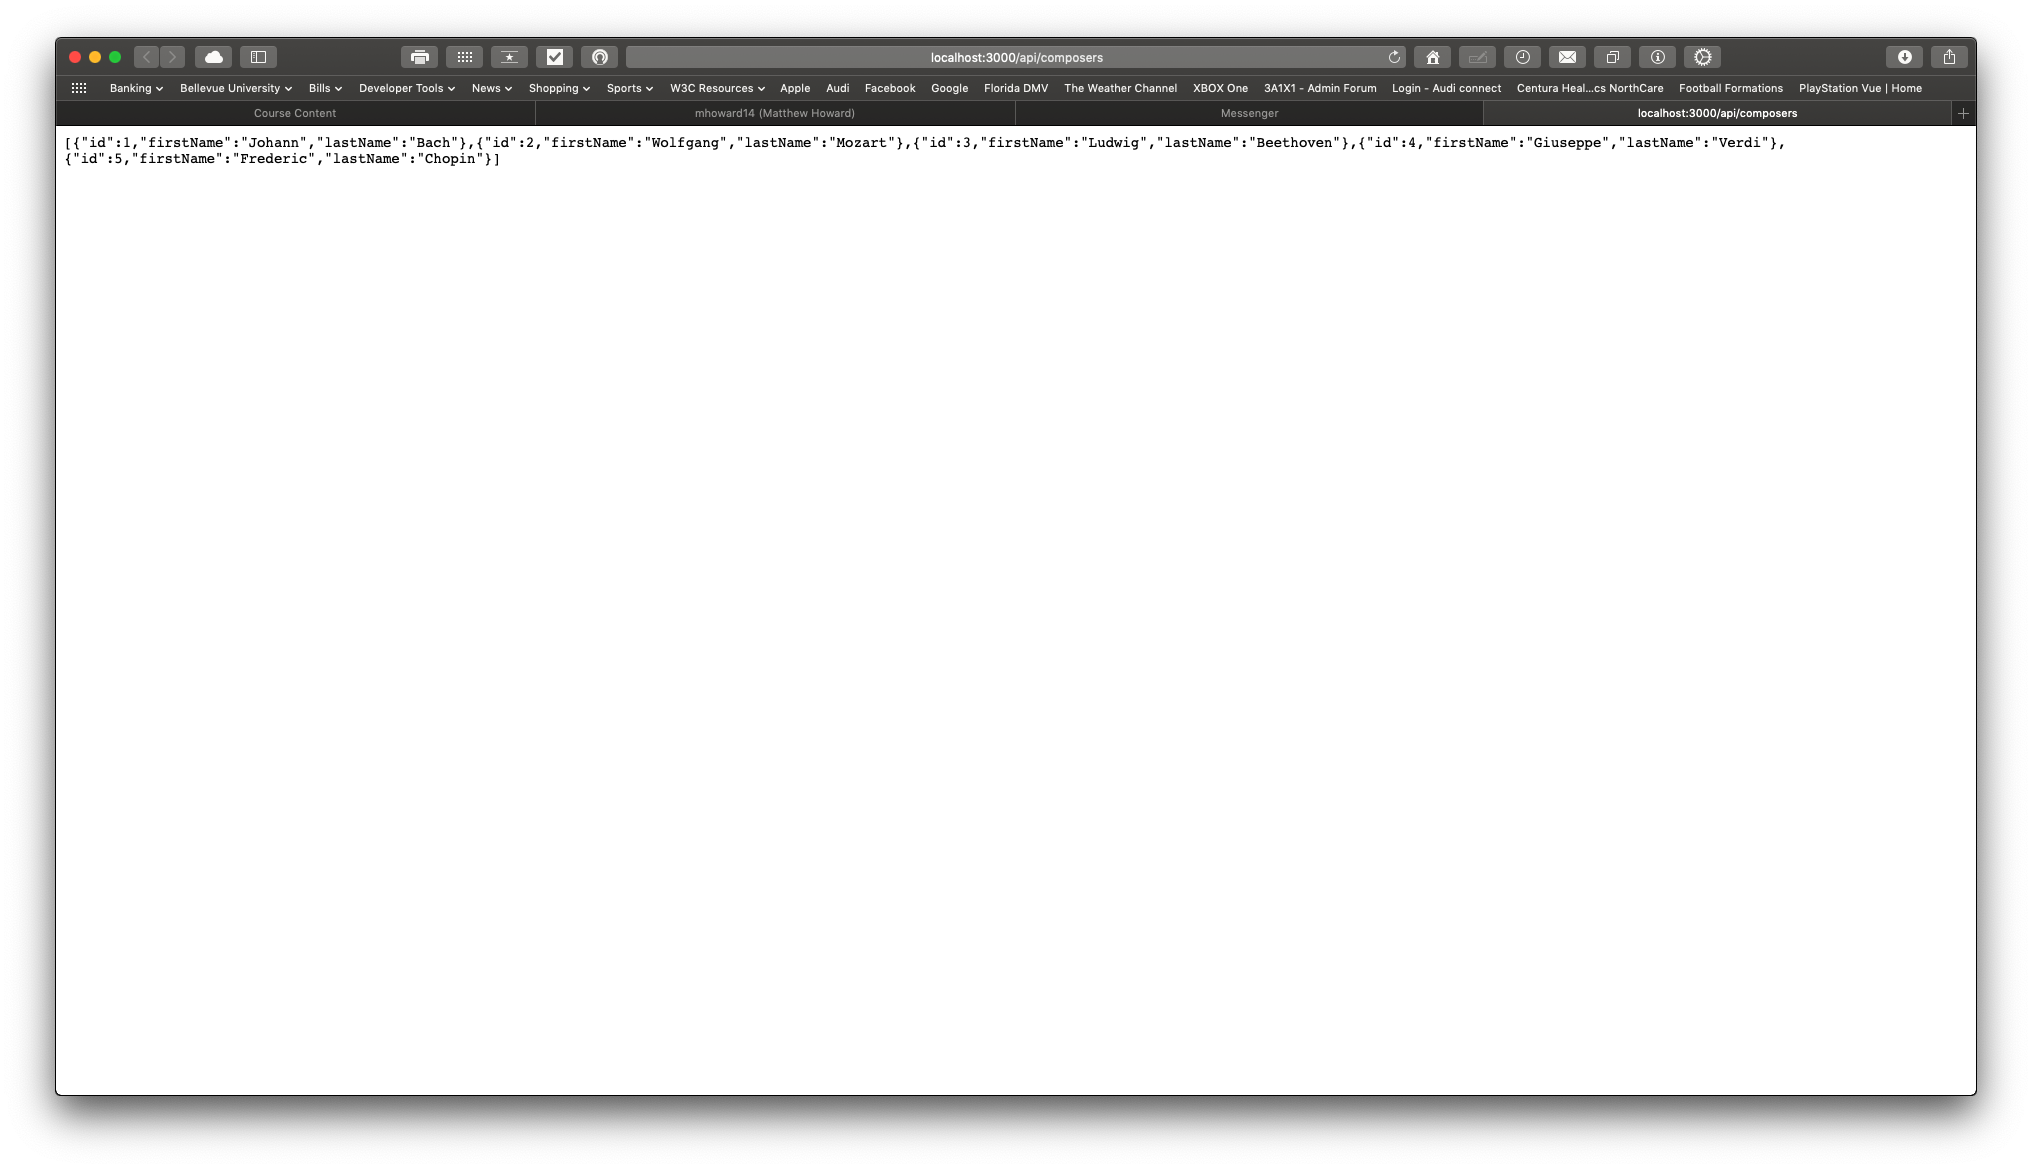 localhost:3000/api/composers
Banking Bellevue University Bills Developer Tools News Shopping Sports W3C Resources Apple Audi Facebook Google Florida DMV The Weather Channel XBOX One 3A1X1 - Admin Forum Login - Audi connect Centura Heal...cs NorthCare Football Formations PlayStation Vue | Home
Course Content mhoward14 (Matthew Howard) Messenger localhost:3000/api/composers
[{"id":1,"firstName":"Johann","lastName":"Bach"},{"id":2,"firstName":"Wolfgang","lastName":"Mozart"},{"id":3,"firstName":"Ludwig","lastName":"Beethoven"},{"id":4,"firstName":"Giuseppe","lastName":"Verdi"},
{"id":5,"firstName":"Frederic","lastName":"Chopin"}]